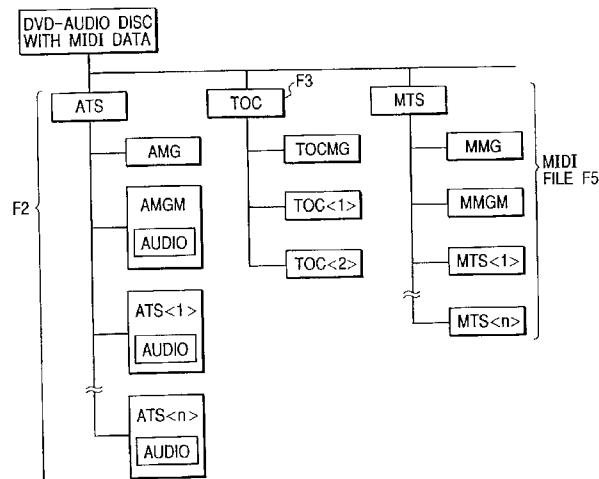 DVD-AUDIO DISC
WITH MIDI DATA
F2
ATS
AMG
AMGM
AUDIO
ATS<1>
AUDIO
ATS<n>
AUDIO
F3
TOC
TOCMG
TOC<1>
TOC<2>
MTS
MMG
MMGM
MTS<1>
MTS<n>
MIDI
FILE F5